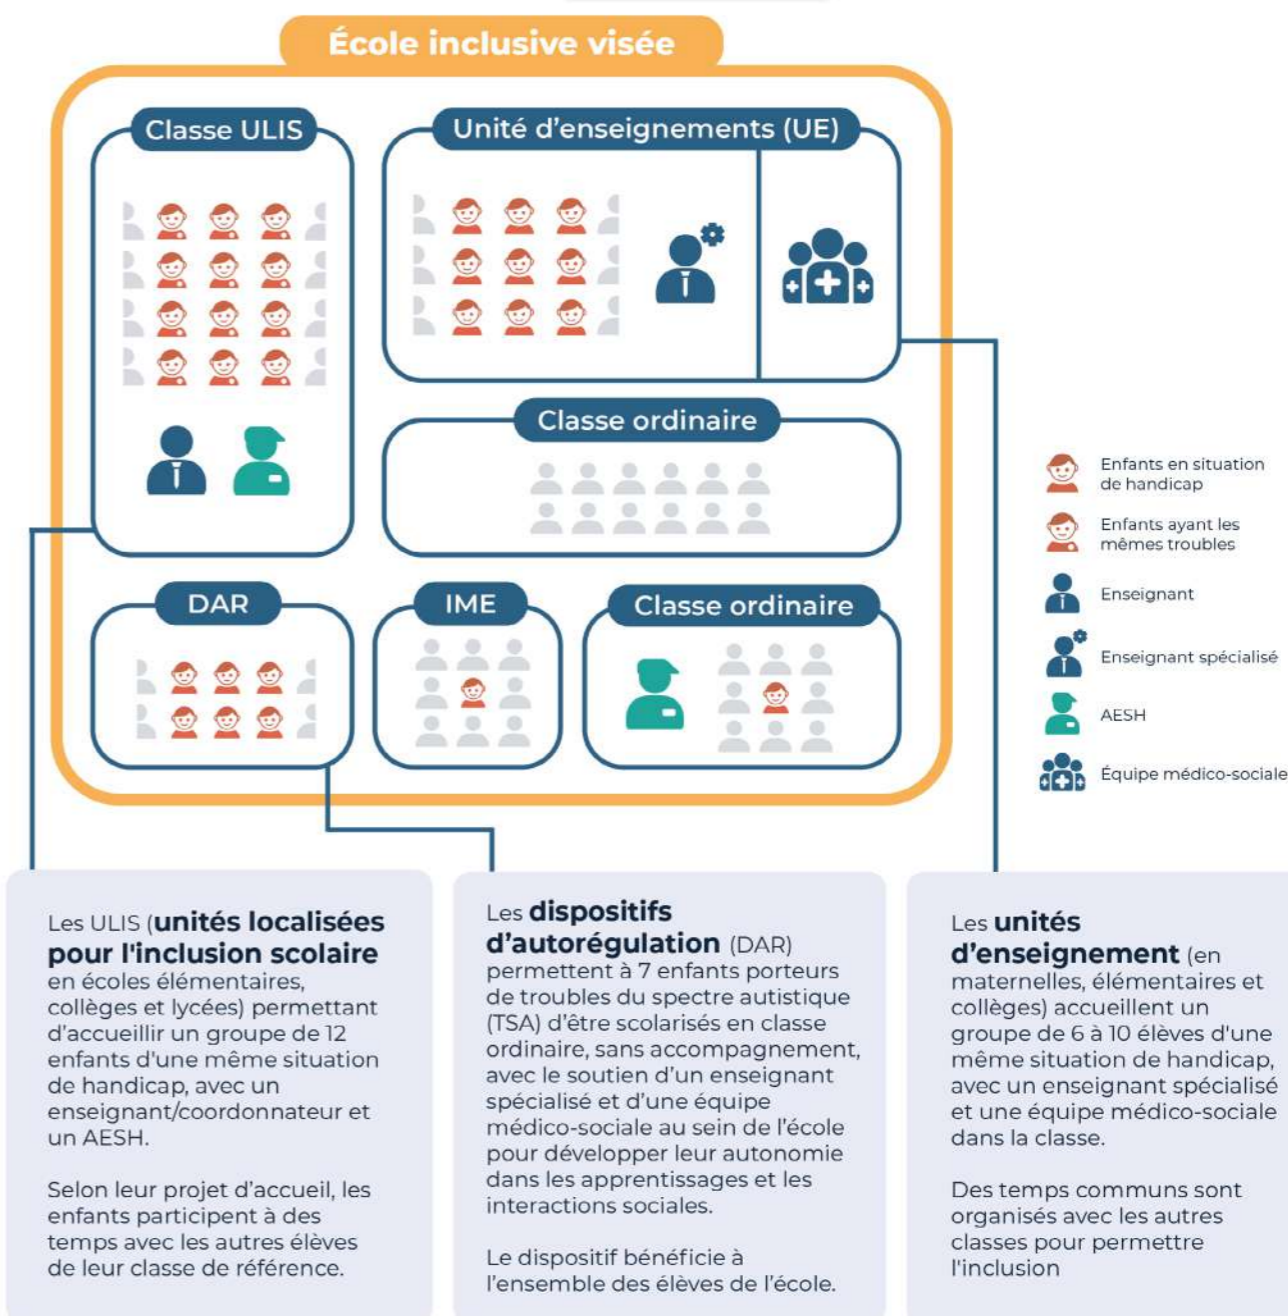 École inclusive visée
Classe ULIS
Unité d'enseignements (UE)
Classe ordinaire
DAR
IME
Classe ordinaire
Enfants en situation
de handicap
Enfants ayant les
mêmes troubles
Enseignant
Enseignant spécialisé
AESH
Équipe médico-sociale
Les ULIS (unités localisées
pour l'inclusion scolaire
en écoles élémentaires,
collèges et lycées) permettant
d'accueillir un groupe de 12
enfants d'une même situation
de handicap, avec un
enseignant/coordonnateur et
un AESH.
Selon leur projet d'accueil, les
enfants participent à des
temps avec les autres élèves
de leur classe de référence.
Les dispositifs
d'autorégulation (DAR)
permettent à 7 enfants porteurs
de troubles du spectre autistique
(TSA) d'être scolarisés en classe
ordinaire, sans accompagnement,
avec le soutien d'un enseignant
spécialisé et d'une équipe
médico-sociale au sein de l'école
pour développer leur autonomie
dans les apprentissages et les
interactions sociales.
Le dispositif bénéficie à
l'ensemble des élèves de l'école.
Les unités
d'enseignement (en
maternelles, élémentaires et
collèges) accueillent un
groupe de 6 à 10 élèves d'une
même situation de handicap,
avec un enseignant spécialisé
et une équipe médico-sociale
dans la classe.
Des temps communs sont
organisés avec les autres
classes pour permettre
l'inclusion